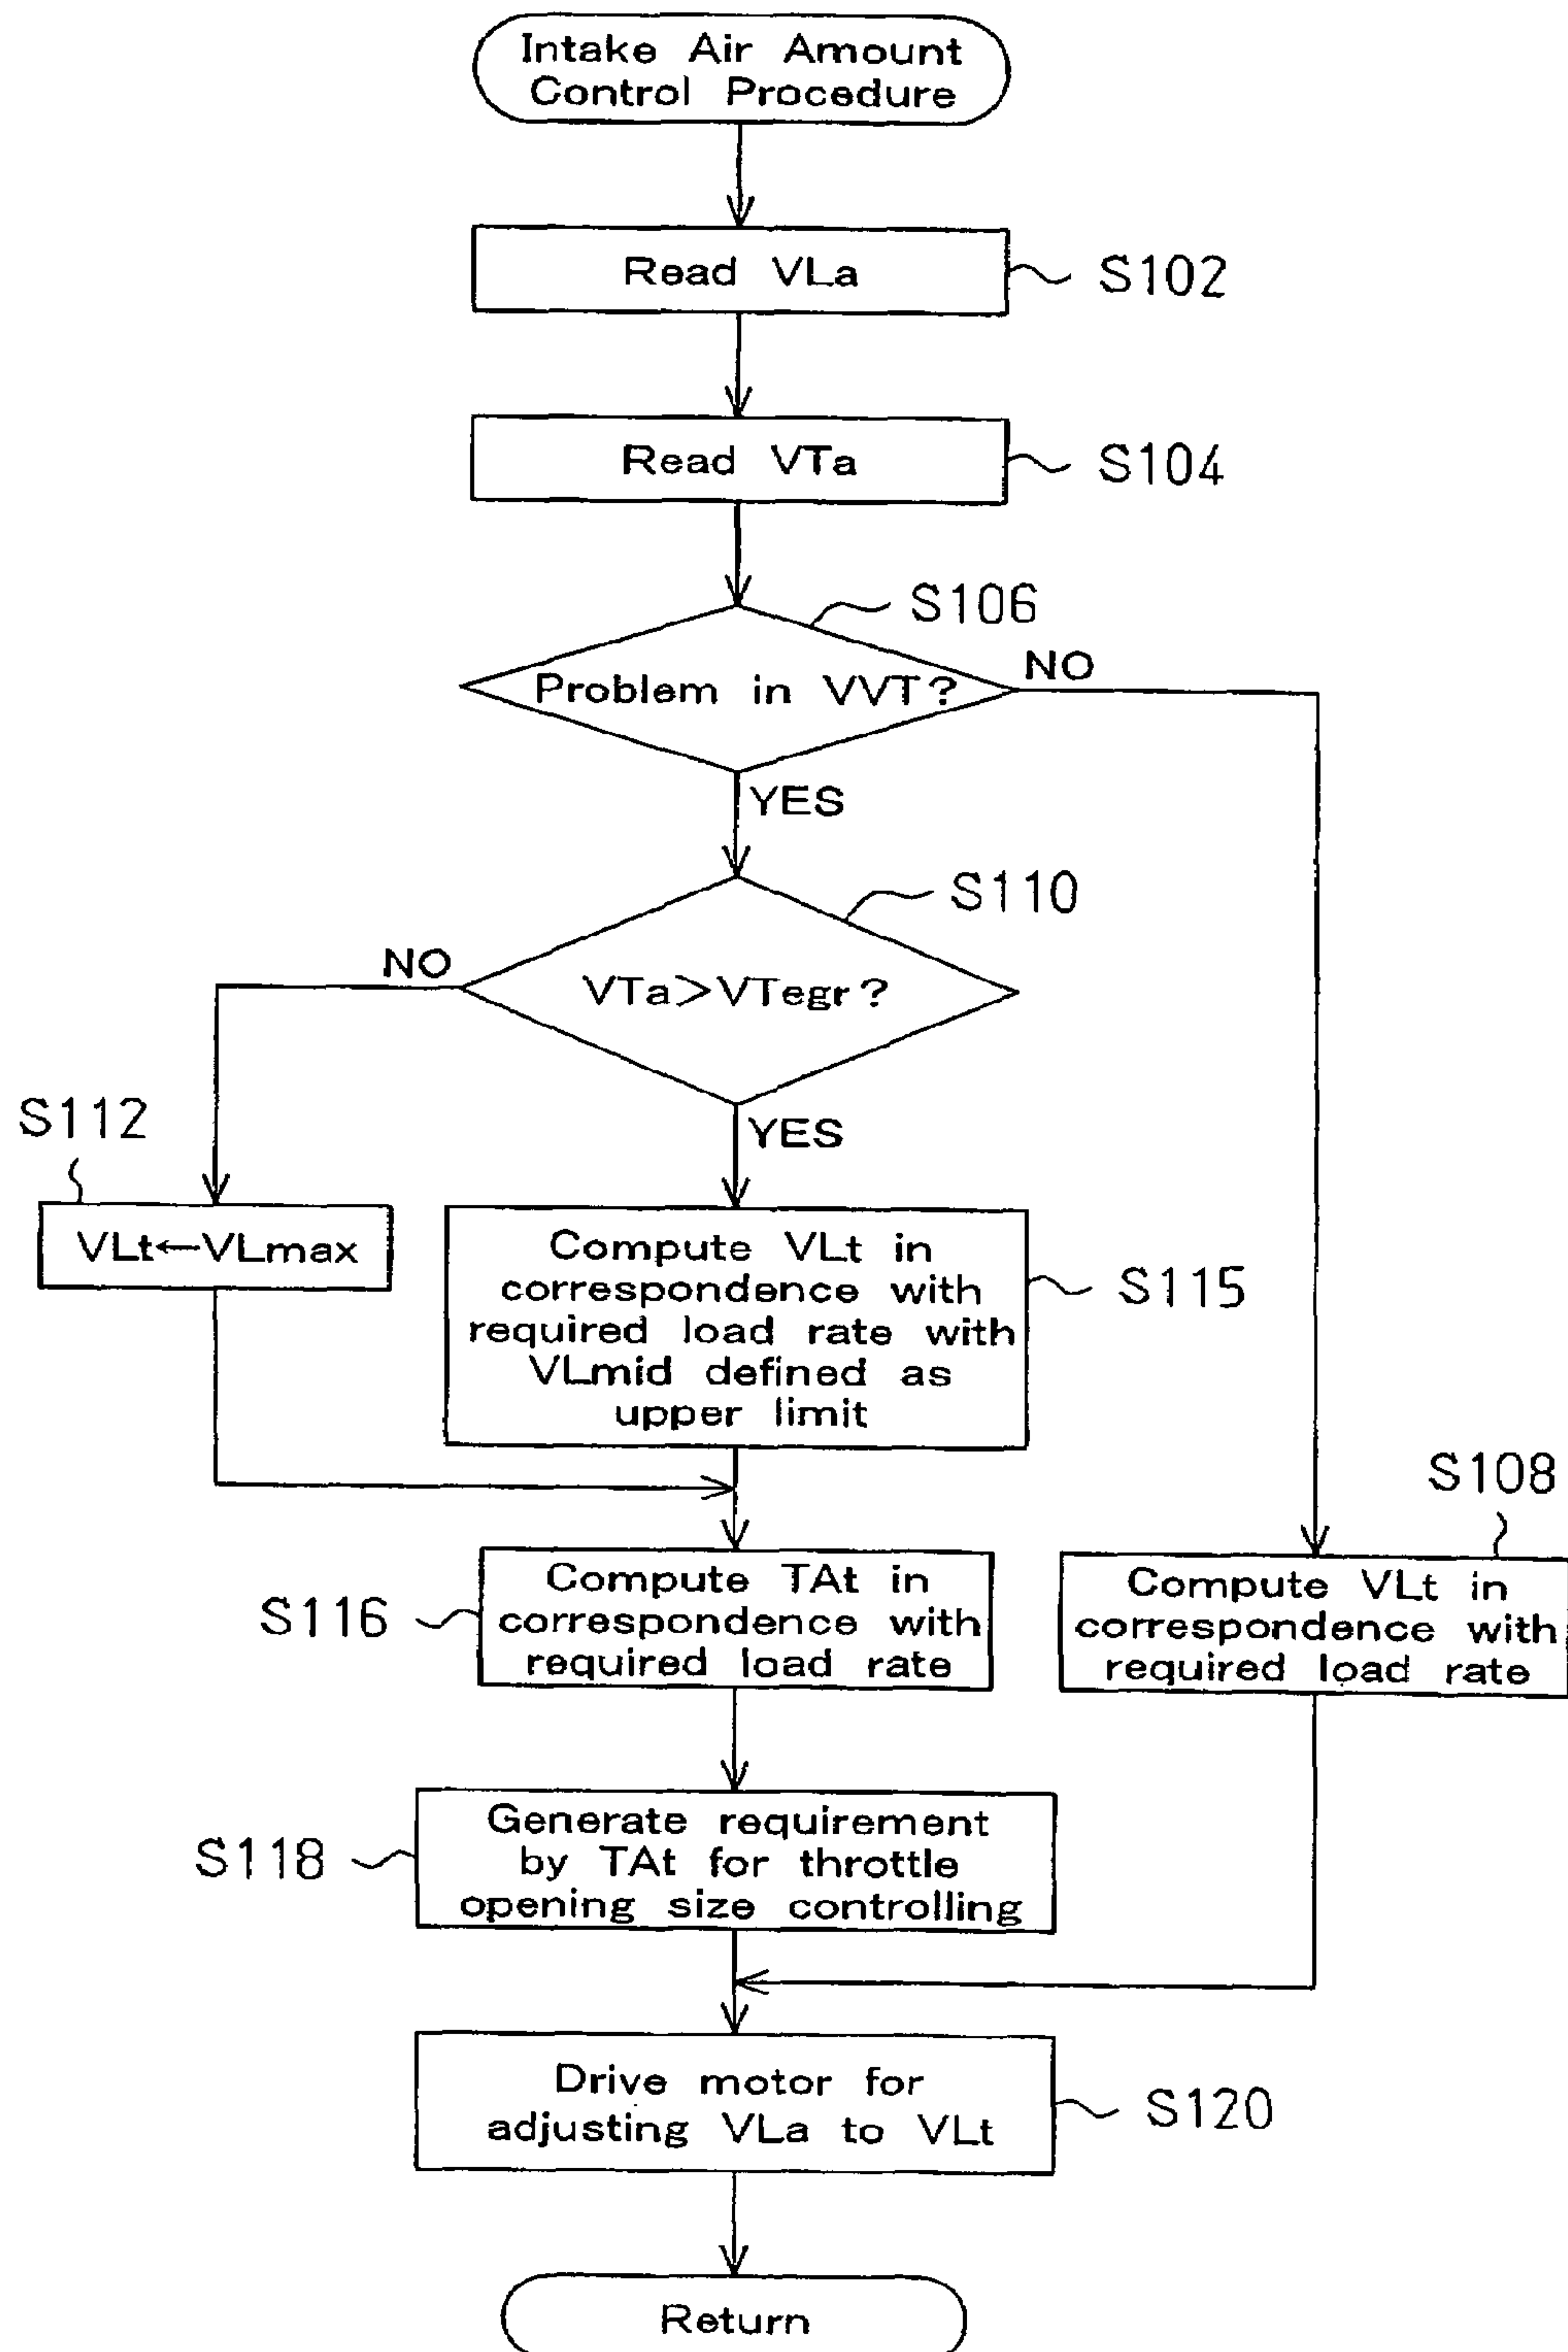 Intake Air Amount
Control Procedure
Read VLa
S102
Read VTa
S104
S106
Problem in VVT?
NO
YES
S110
VTa>VTegr?
NO
YES
S112
VLt←VLmax
Compute VLt in
correspondence with
required load rate with
VLmid defined as
upper limit
S115
S108
Compute VLt in
correspondence with
required load rate
S116
Compute TAt in
correspondence with
required load rate
S118
Generate requirement
by TAt for throttle
opening size controlling
Drive motor for
adjusting VLa to VLt
S120
Return